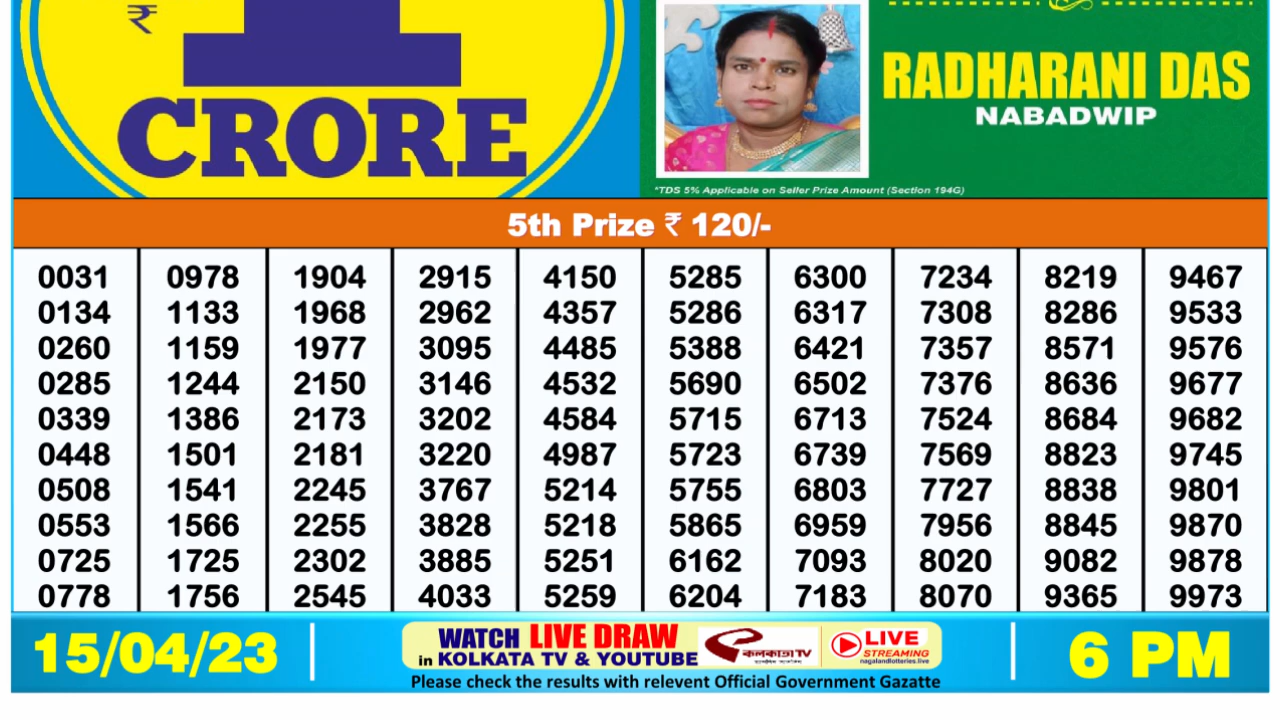 ₹ 1
CRORE
RADHARANI DAS
NABADWIP
*TDS 5% Applicable on Seller Prize Amount (Section 194G)
5th Prize ₹ 120/-
0031 0978 1904 2915 4150 5285 6300 7234 8219 9467
0134 1133 1968 2962 4357 5286 6317 7308 8286 9533
0260 1159 1977 3095 4485 5388 6421 7357 8571 9576
0285 1244 2150 3146 4532 5690 6502 7376 8636 9677
0339 1386 2173 3202 4584 5715 6713 7524 8684 9682
0448 1501 2181 3220 4987 5723 6739 7569 8823 9745
0508 1541 2245 3767 5214 5755 6803 7727 8838 9801
0553 1566 2255 3828 5218 5865 6959 7956 8845 9870
0725 1725 2302 3885 5251 6162 7093 8020 9082 9878
0778 1756 2545 4033 5259 6204 7183 8070 9365 9973
15/04/23
WATCH LIVE DRAW
in KOLKATA TV & YOUTUBE
কলকাতা TV
LIVE
STREAMING
nagalandlotteries.live
6 PM
Please check the results with relevent Official Government Gazatte